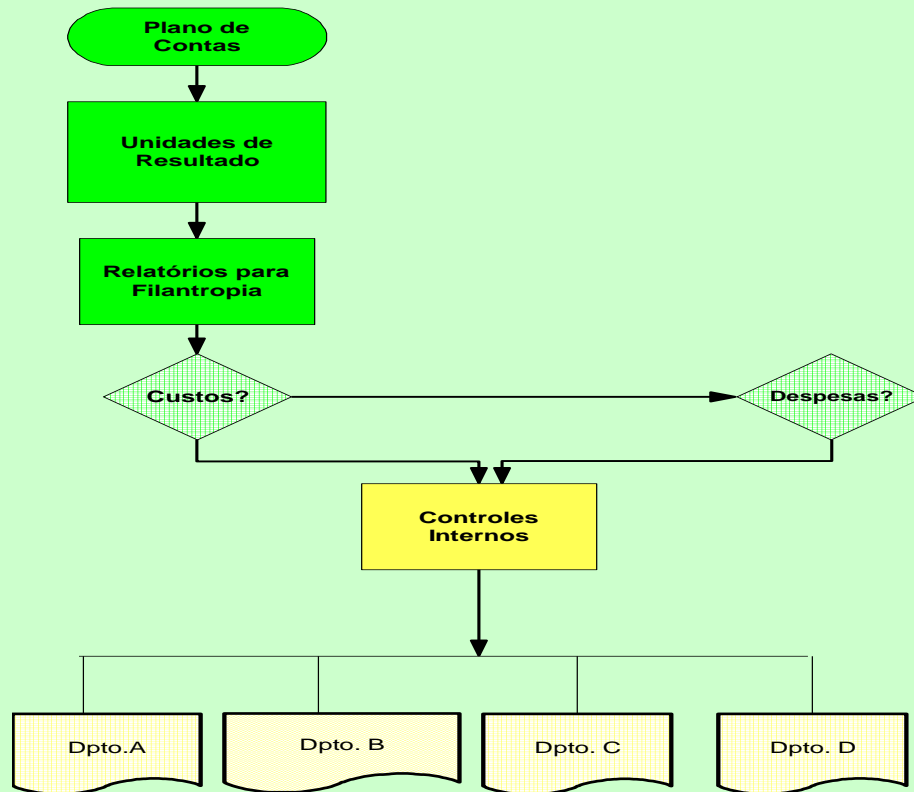 Plano de
Contas
Unidades de
Resultado
Relatórios para
Filantropia
Custos?
Despesas?
Controles
Internos
Dpto.A
Dpto. B
Dpto. C
Dpto. D